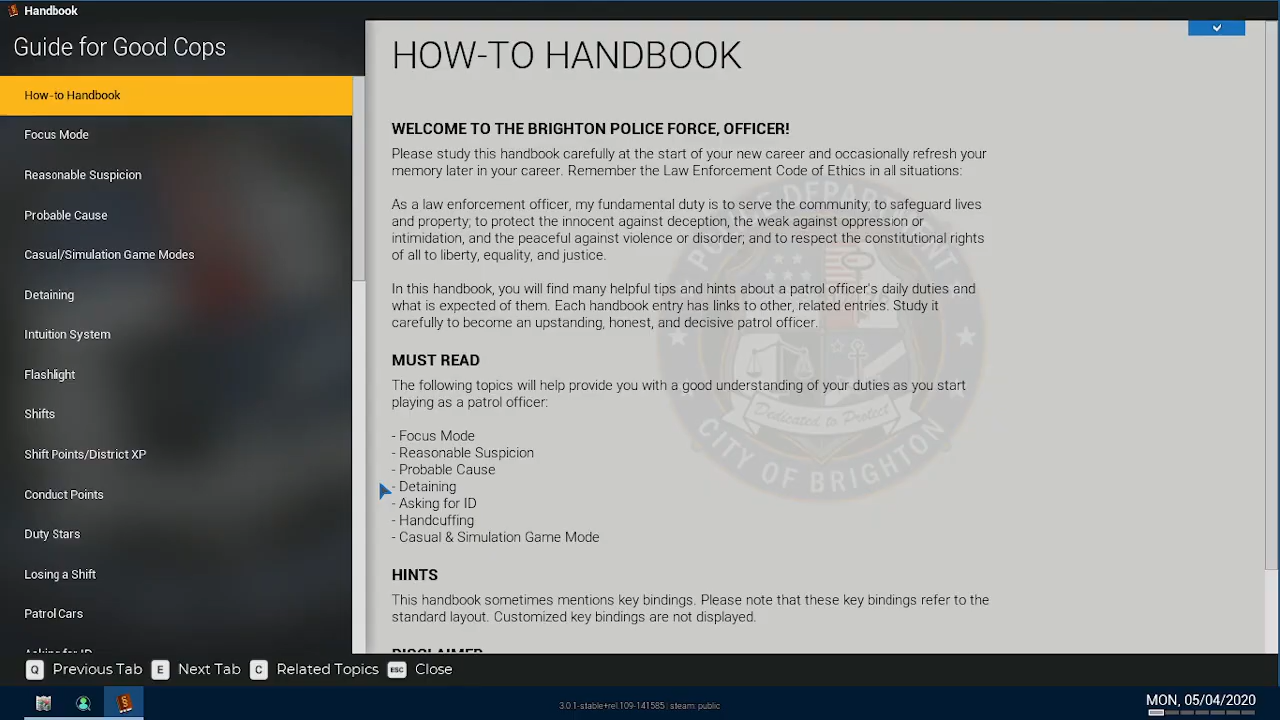 Handbook
Guide for Good Cops
How-to Handbook
Focus Mode
Reasonable Suspicion
Probable Cause
Casual/Simulation Game Modes
Detaining
Intuition System
Flashlight
Shifts
Shift Points/District XP
Conduct Points
Duty Stars
Losing a Shift
Patrol Cars
Asking for ID
HOW-TO HANDBOOK
WELCOME TO THE BRIGHTON POLICE FORCE, OFFICER!
Please study this handbook carefully at the start of your new career and occasionally refresh your
memory later in your career. Remember the Law Enforcement Code of Ethics in all situations:
As a law enforcement officer, my fundamental duty is to serve the community; to safeguard lives
and property; to protect the innocent against deception, the weak against oppression or
intimidation, and the peaceful against violence or disorder; and to respect the constitutional rights
of all to liberty, equality, and justice.
In this handbook, you will find many helpful tips and hints about a patrol officer's daily duties and
what is expected of them. Each handbook entry has links to other, related entries. Study it
carefully to become an upstanding, honest, and decisive patrol officer.
MUST READ
The following topics will help provide you with a good understanding of your duties as you start
playing as a patrol officer:
- Focus Mode
- Reasonable Suspicion
- Probable Cause
- Detaining
- Asking for ID
- Handcuffing
- Casual & Simulation Game Mode
HINTS
This handbook sometimes mentions key bindings. Please note that these key bindings refer to the
standard layout. Customized key bindings are not displayed.
DISCLAIMER
POLICE DEPARTMENT
Dedicated to Protect
CITY OF BRIGHTON
Q Previous Tab E Next Tab C Related Topics ESC Close
3.0.1-stable+rel.109-141585 | steam: public
MON, 05/04/2020